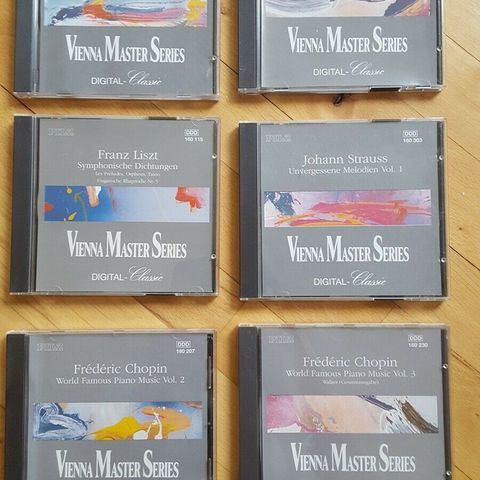 VIENNA MASTER SERIES
DIGITAL-Classic
VIENNA MASTER SERIES
DIGITAL-Classic
PILZ
DDD
160 115
Franz Liszt
Symphonische Dichtungen
Les Préludes, Orpheus, Tasso
Ungarische Rhapsodie Nr. 5
VIENNA MASTER SERIES
DIGITAL-Classic
PILZ
DDD
160 303
Johann Strauss
Unvergessene Melodien Vol. 1
VIENNA MASTER SERIES
DIGITAL-Classic
PILZ
DDD
160 207
Frédéric Chopin
World Famous Piano Music Vol. 2
VIENNA MASTER SERIES
PILZ
DDD
160 230
Frédéric Chopin
World Famous Piano Music Vol. 3
Walzer (Gesamtausgabe)
VIENNA MASTER SERIES